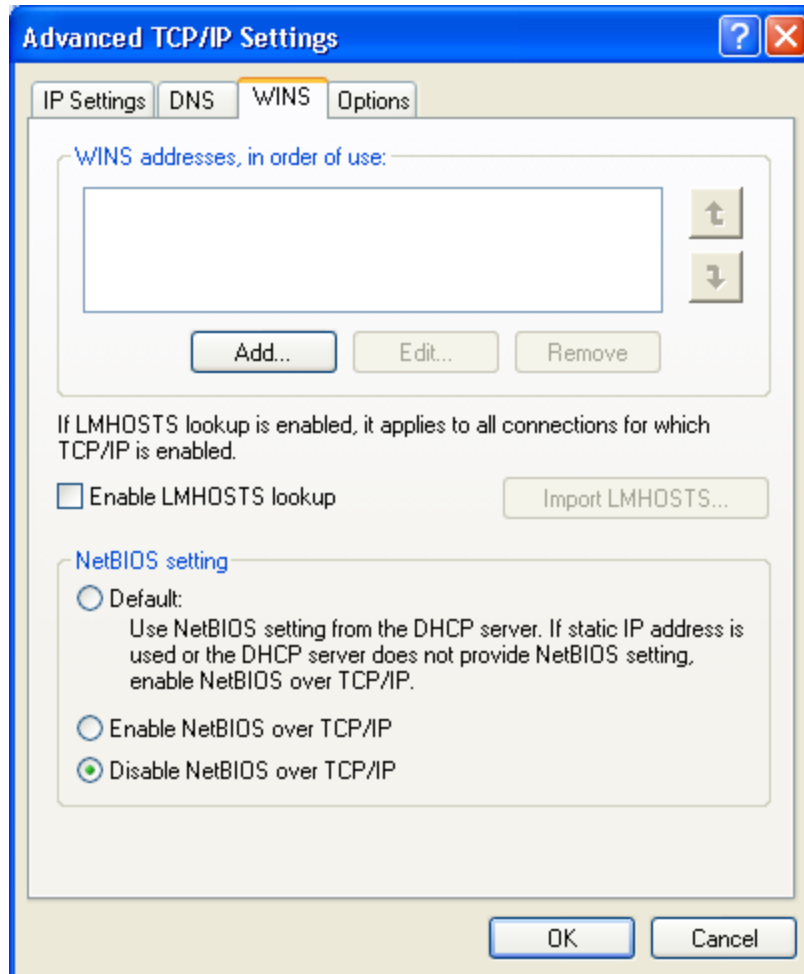 Advanced TCP/IP Settings
IP Settings DNS WINS Options
WINS addresses, in order of use:
Add... Edit... Remove
If LMHOSTS lookup is enabled, it applies to all connections for which
TCP/IP is enabled.
Enable LMHOSTS lookup Import LMHOSTS...
NetBIOS setting
Default:
Use NetBIOS setting from the DHCP server. If static IP address is
used or the DHCP server does not provide NetBIOS setting,
enable NetBIOS over TCP/IP.
Enable NetBIOS over TCP/IP
Disable NetBIOS over TCP/IP
OK Cancel